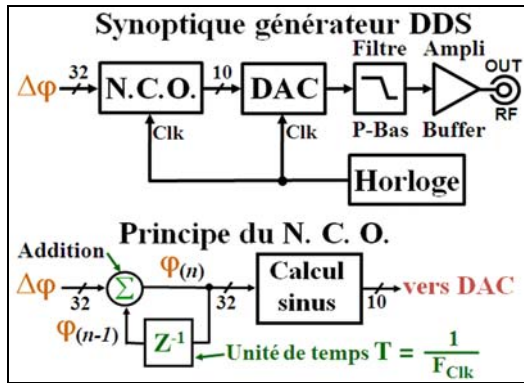 Synoptique générateur DDS
Filtre Ampli
Δφ 32 N.C.O. 10 DAC OUT
RF
Clk Clk P-Bas Buffer
Horloge
Principe du N. C. O.
Addition
Δφ 32 Σ φ(n) 32 Calcul sinus 10 vers DAC
φ(n-1) Z-1
Unité de temps T = 1 / FClk